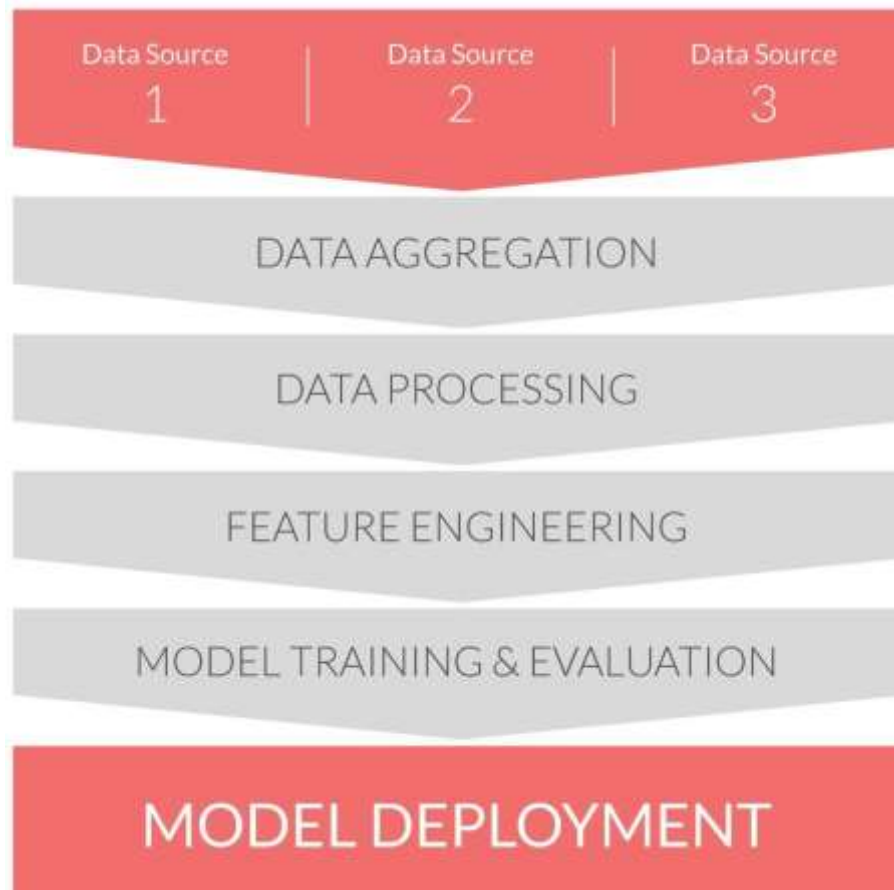 Data Source Data Source Data Source
1 2 3
DATA AGGREGATION
DATA PROCESSING
FEATURE ENGINEERING
MODEL TRAINING & EVALUATION
MODEL DEPLOYMENT